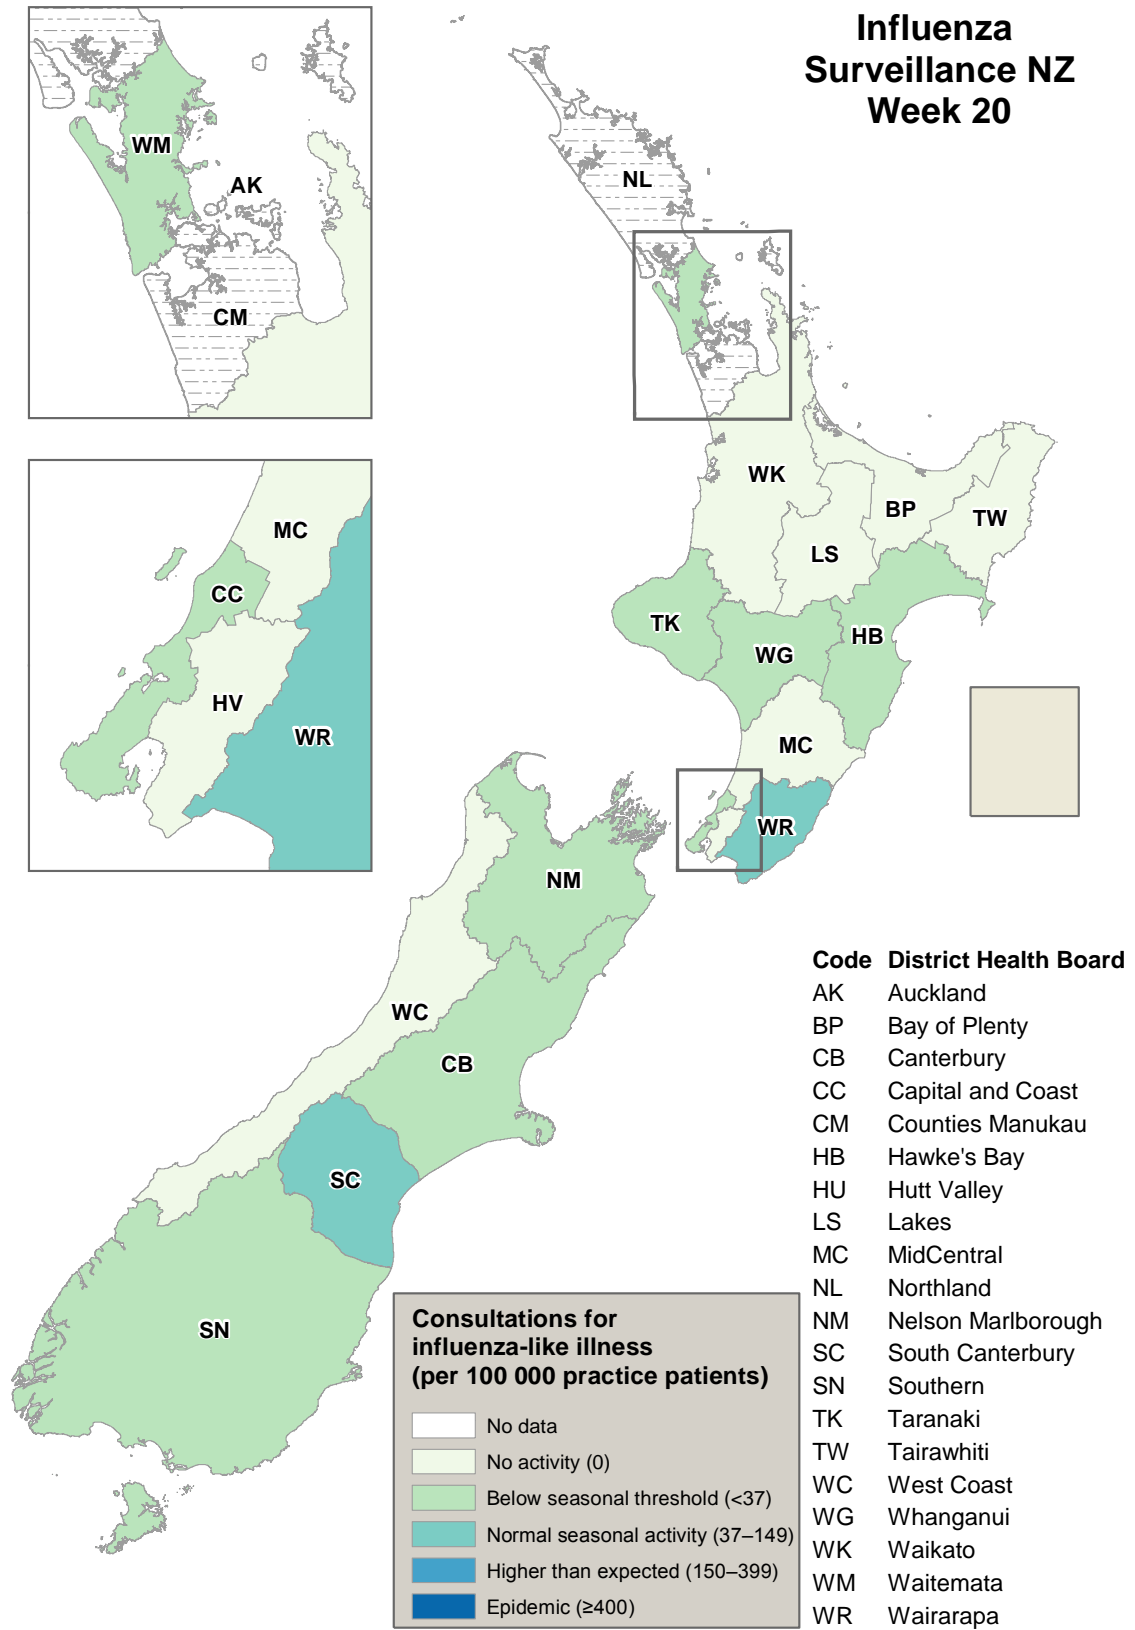 Influenza
Surveillance NZ
Week 20
WM
AK
CM
NL
MC
CC
HV
WR
WK
BP
TW
LS
TK
HB
WG
MC
WR
NM
WC
CB
SC
SN
Code District Health Board
AK Auckland
BP Bay of Plenty
CB Canterbury
CC Capital and Coast
CM Counties Manukau
HB Hawke's Bay
HU Hutt Valley
LS Lakes
MC MidCentral
NL Northland
NM Nelson Marlborough
SC South Canterbury
SN Southern
TK Taranaki
TW Tairawhiti
WC West Coast
WG Whanganui
WK Waikato
WM Waitemata
WR Wairarapa
Consultations for
influenza-like illness
(per 100 000 practice patients)
No data
No activity (0)
Below seasonal threshold (<37)
Normal seasonal activity (37–149)
Higher than expected (150–399)
Epidemic (≥400)